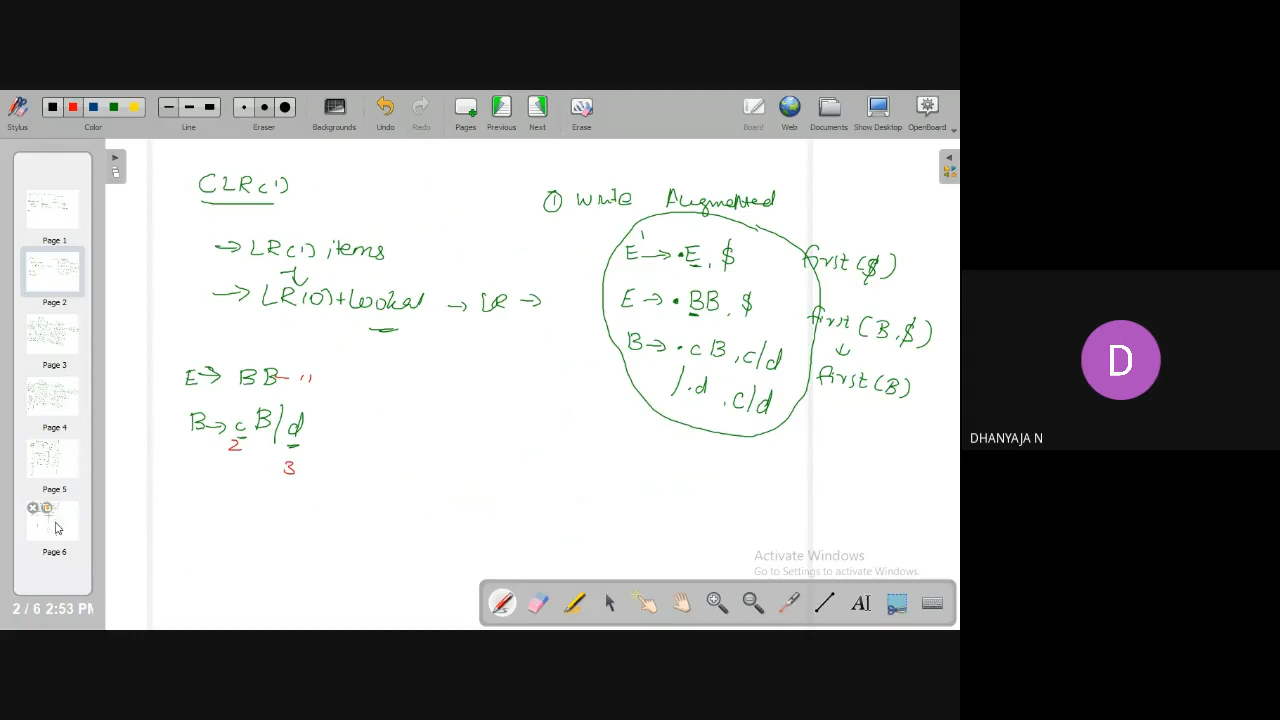 Stylus
Color
Line
Eraser
Backgrounds
Undo
Redo
Pages
Previous
Next
Erase
Board
Web
Documents
Show Desktop
OpenBoard
Page 1
Page 2
Page 3
Page 4
Page 5
Page 6
2 / 6 2:53 PM
CLR(1)
→ LR(1) items
→ LR(0)+Lookal → LR →
E → BB - 1
B → cB/d
2
3
① Write Augmented
E' → •E, $
first($)
E → •BB, $
first(B,$)
B → •cB, c/d
first(B)
/.d , c/d
Activate Windows
Go to Settings to activate Windows.
AI
D
DHANYAJA N